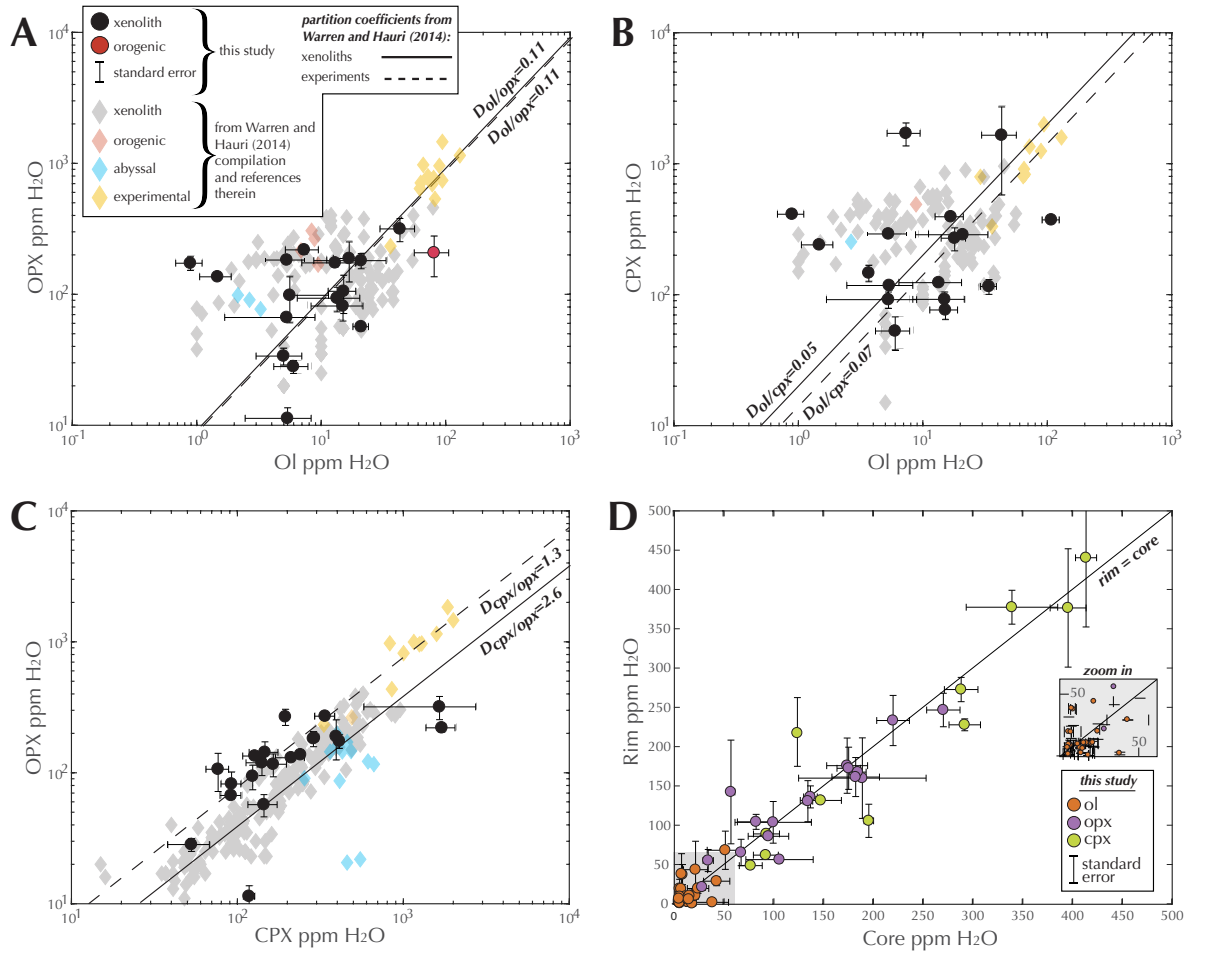 A
xenolith
orogenic
standard error
this study
partition coefficients from
Warren and Hauri (2014):
xenoliths
experiments
xenolith
orogenic
abyssal
experimental
from Warren and
Hauri (2014)
compilation
and references
therein
Dol/opx=0.11
Dol/opx=0.11
10^4
10^3
10^2
10^1
OPX ppm H2O
10^-1
10^0
10^1
10^2
10^3
Ol ppm H2O
B
10^4
10^3
10^2
10^1
CPX ppm H2O
Dol/cpx=0.05
Dol/cpx=0.07
10^-1
10^0
10^1
10^2
10^3
Ol ppm H2O
C
10^4
10^3
10^2
10^1
OPX ppm H2O
Dcpx/opx=1.3
Dcpx/opx=2.6
10^1
10^2
10^3
10^4
CPX ppm H2O
D
500
450
400
350
300
250
200
150
100
50
0
Rim ppm H2O
rim = core
zoom in
50
50
this study
ol
opx
cpx
standard
error
0
50
100
150
200
250
300
350
400
450
500
Core ppm H2O